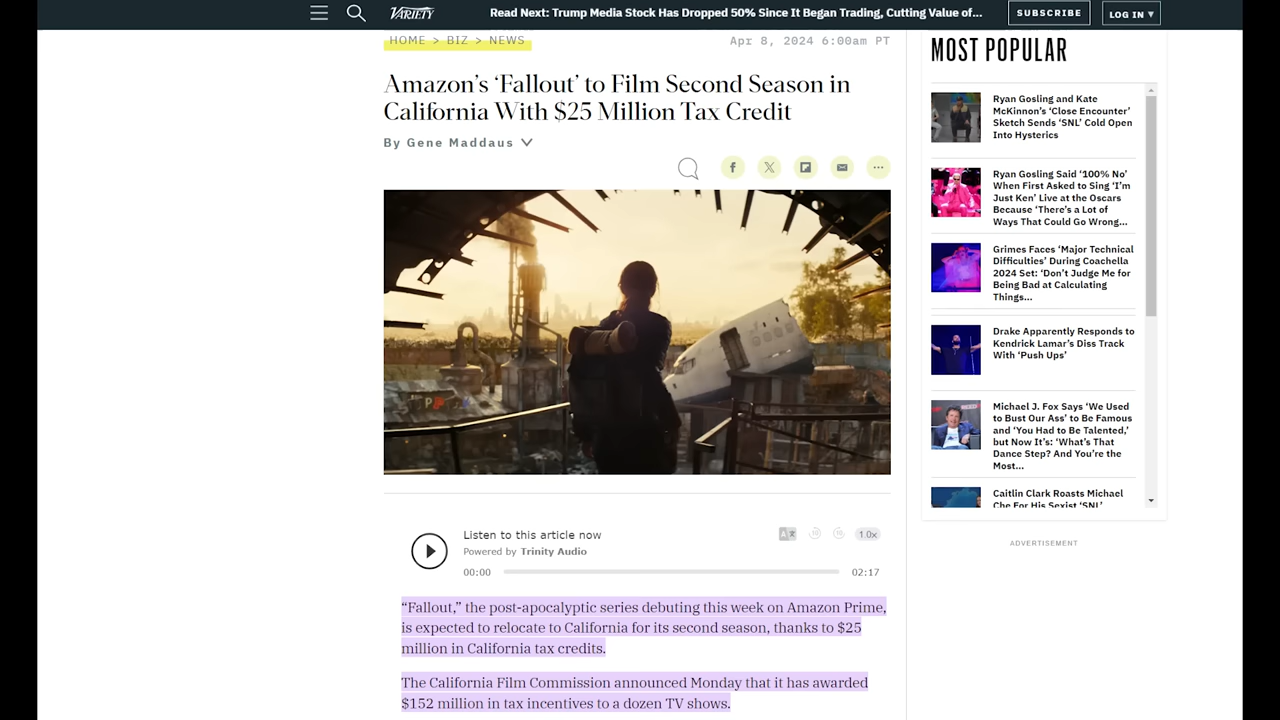 VARIETY
Read Next: Trump Media Stock Has Dropped 50% Since It Began Trading, Cutting Value of...
SUBSCRIBE
LOG IN ▾
HOME > BIZ > NEWS
Apr 8, 2024 6:00am PT
Amazon's ‘Fallout’ to Film Second Season in
California With $25 Million Tax Credit
By Gene Maddaus
Listen to this article now
Powered by Trinity Audio
1.0x
00:00
02:17
“Fallout,” the post-apocalyptic series debuting this week on Amazon Prime,
is expected to relocate to California for its second season, thanks to $25
million in California tax credits.
The California Film Commission announced Monday that it has awarded
$152 million in tax incentives to a dozen TV shows.
MOST POPULAR
Ryan Gosling and Kate
McKinnon’s ‘Close Encounter’
Sketch Sends ‘SNL’ Cold Open
Into Hysterics
Ryan Gosling Said ‘100% No’
When First Asked to Sing ‘I’m
Just Ken’ Live at the Oscars
Because ‘There’s a Lot of
Ways That Could Go Wrong...
Grimes Faces ‘Major Technical
Difficulties’ During Coachella
2024 Set: ‘Don’t Judge Me for
Being Bad at Calculating
Things...
Drake Apparently Responds to
Kendrick Lamar’s Diss Track
With ‘Push Ups’
Michael J. Fox Says ‘We Used
to Bust Our Ass’ to Be Famous
and ‘You Had to Be Talented,’
but Now It’s: ‘What’s That
Dance Step? And You’re the
Most...
Caitlin Clark Roasts Michael
Che For His Sexist ‘SNL’
ADVERTISEMENT